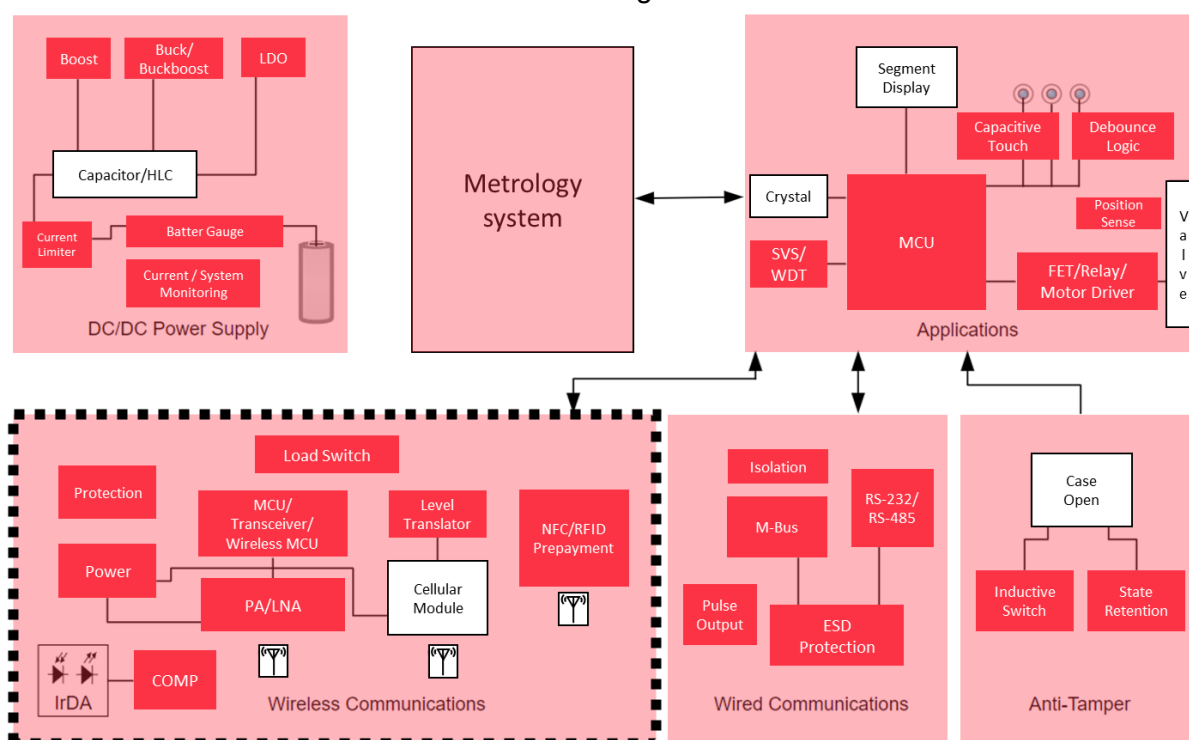 Boost
Buck/
Buckboost
LDO
Capacitor/HLC
Current
Limiter
Batter Gauge
Current / System
Monitoring
DC/DC Power Supply
Metrology
system
Segment
Display
Capacitive
Touch
Debounce
Logic
Crystal
MCU
Position
Sense
SVS/
WDT
FET/Relay/
Motor Driver
V
a
l
v
e
Applications
Load Switch
Protection
MCU/
Transceiver/
Wireless MCU
Level
Translator
NFC/RFID
Prepayment
Power
PA/LNA
Cellular
Module
IrDA
COMP
Wireless Communications
Isolation
RS-232/
RS-485
M-Bus
Pulse
Output
ESD
Protection
Wired Communications
Case
Open
Inductive
Switch
State
Retention
Anti-Tamper